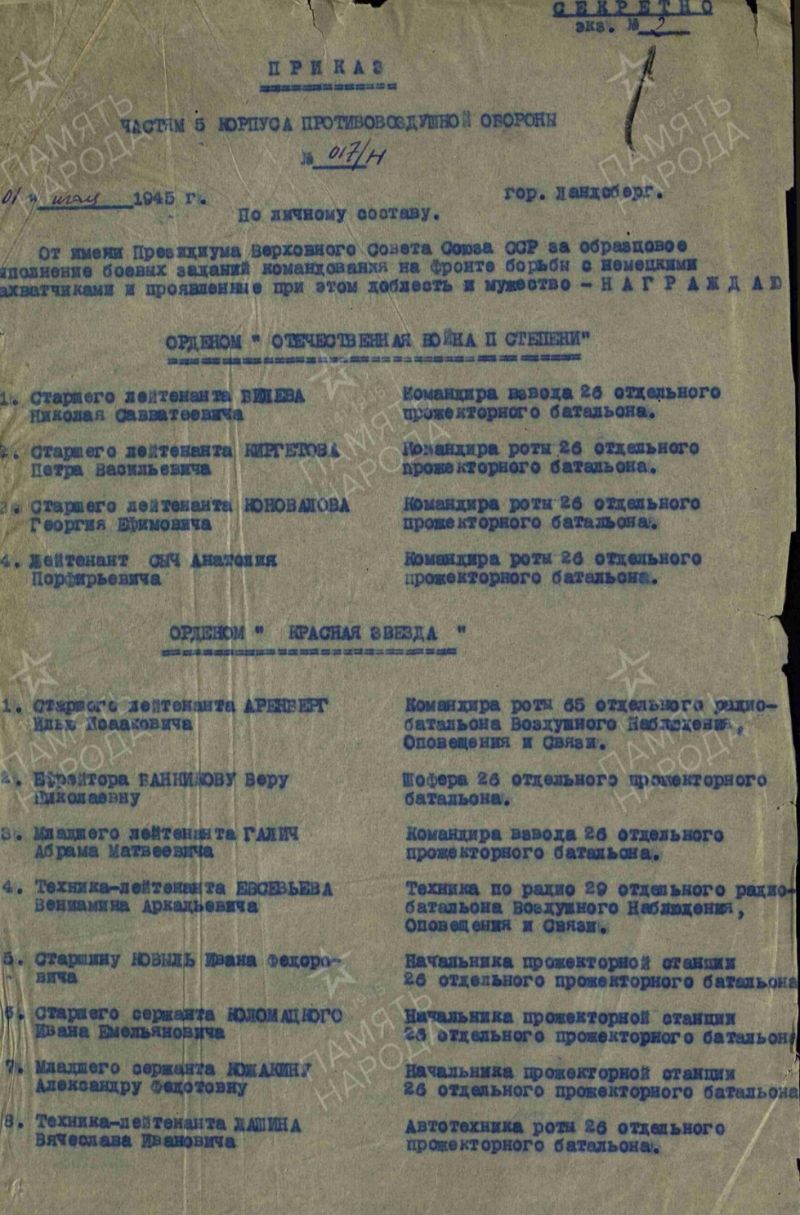 СЕКРЕТНО
экз. № 2
ПРИКАЗ
ЧАСТЯМ 5 КОРПУСА ПРОТИВОВОЗДУШНОЙ ОБОРОНЫ
№ 017/н
01 " мая 1945 г. гор. Ландсберг.
По личному составу.
От имени Президиума Верховного Совета Союза ССР за образцовое
ыполнение боевых заданий командования на фронте борьбы с немецкими
ахватчиками и проявленные при этом доблесть и мужество - НАГРАЖДАЮ
ОРДЕНОМ " ОТЕЧЕСТВЕННАЯ ВОЙНА II СТЕПЕНИ"
1. Старшего лейтенанта Командира взвода 26 отдельного
Николая Савватеевича прожекторного батальона.
2. Старшего лейтенанта КИРГЕТОВА Командира роты 26 отдельного
Петра Васильевича прожекторного батальона.
3. Старшего лейтенанта КОНОВАЛОВА Командира роты 26 отдельного
Георгия Ефимовича прожекторного батальона.
4. Лейтенант СЫЧ Анатолия Командира роты 26 отдельного
Порфирьевича прожекторного батальона.
ОРДЕНОМ " КРАСНАЯ ЗВЕЗДА "
1. Старшего лейтенанта АРЕНБЕРГ Командира роты 65 отдельного радио-
Илью Исааковича батальона Воздушного Наблюдения,
Оповещения и Связи.
2. Ефрейтора БАННИКОВУ Веру Шофера 26 отдельного прожекторного
Николаевну батальона.
3. Младшего лейтенанта ГАЛИЧ Командира взвода 26 отдельного
Абрама Матвеевича прожекторного батальона.
4. Техника-лейтенанта ЕВСЕВЬЕВА Техника по радио 29 отдельного радио-
Вениамина Аркадьевича батальона Воздушного Наблюдения,
Оповещения и Связи.
5. Старшину КОВЫЛЬ Ивана Федоро- Начальника прожекторной станции
вича 26 отдельного прожекторного батальона
6. Старшего сержанта КОЛОМАЦКОГО Начальника прожекторной станции
Ивана Емельяновича 26 отдельного прожекторного батальона
7. Младшего сержанта КОЖАКИНУ Начальника прожекторной станции
Александру Федотовну 26 отдельного прожекторного батальона
8. Техника-лейтенанта ЛАШИНА Автотехника роты 26 отдельного
Вячеслава Ивановича прожекторного батальона.
ПАМЯТЬ
НАРОДА